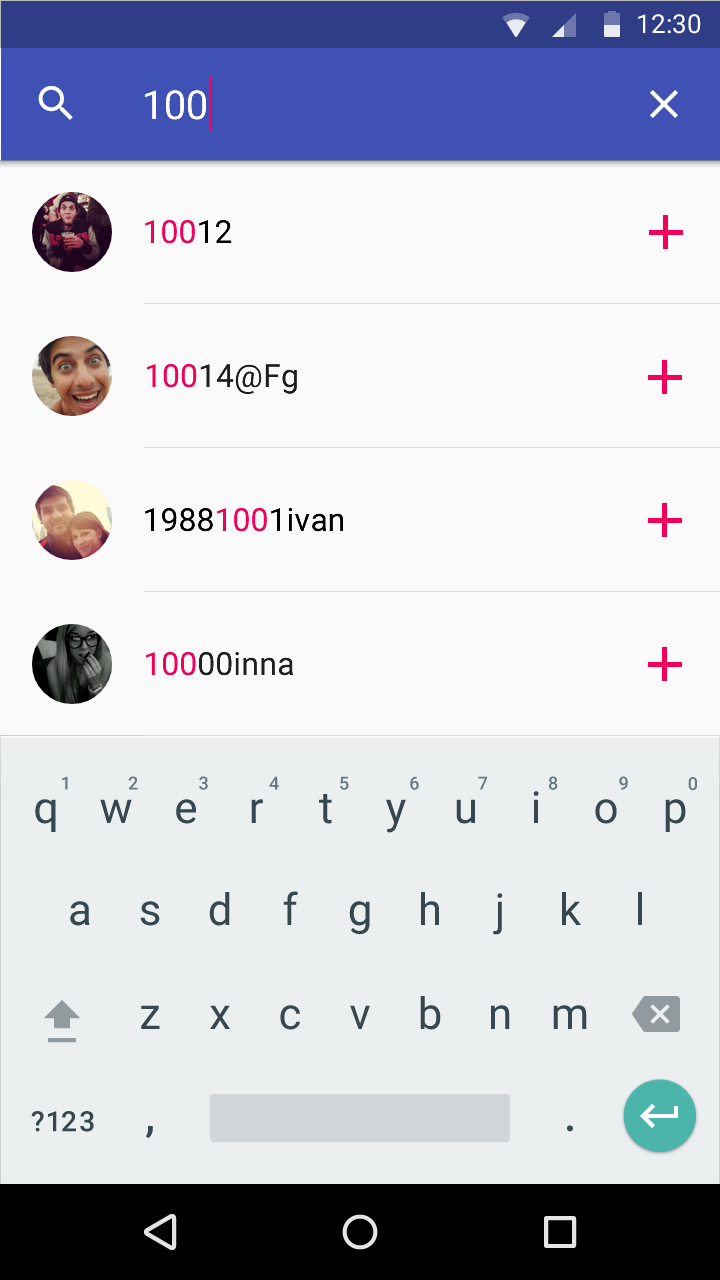 12:30
100
10012
10014@Fg
19881001ivan
10000inna
1 2 3 4 5 6 7 8 9 0
q w e r t y u i o p
a s d f g h j k l
z x c v b n m
?123 , .